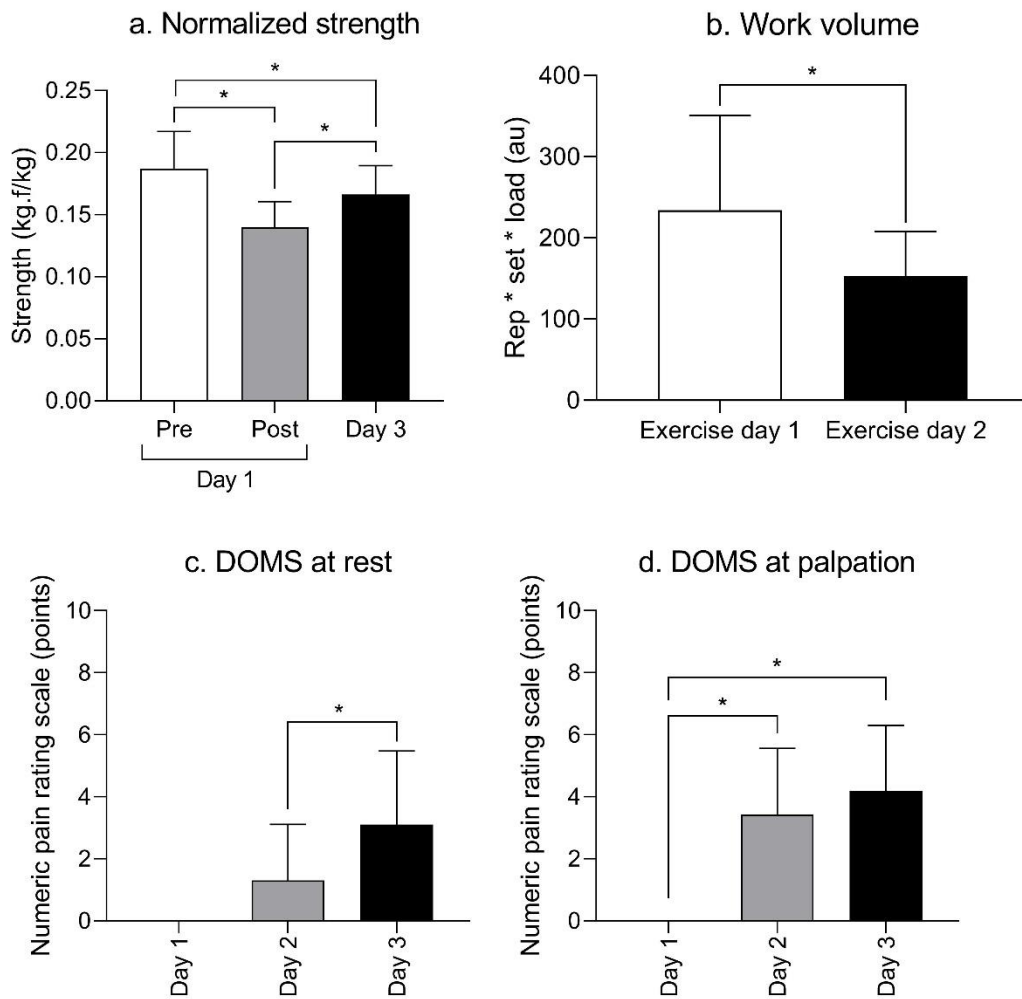 a. Normalized strength
Strength (kg.f/kg)
0.25
0.20
0.15
0.10
0.05
0.00
*
*
*
Pre
Post
Day 3
Day 1
b. Work volume
Rep * set * load (au)
400
300
200
100
0
*
Exercise day 1
Exercise day 2
c. DOMS at rest
Numeric pain rating scale (points)
10
8
6
4
2
0
*
Day 1
Day 2
Day 3
d. DOMS at palpation
Numeric pain rating scale (points)
10
8
6
4
2
0
*
*
Day 1
Day 2
Day 3